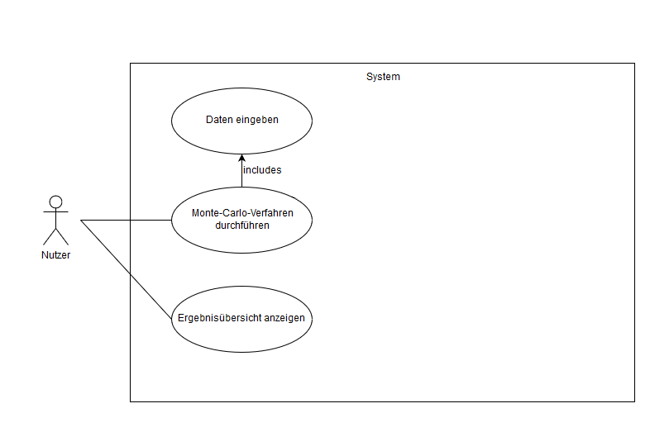 System
Daten eingeben
includes
Monte-Carlo-Verfahren
durchführen
Nutzer
Ergebnisübersicht anzeigen